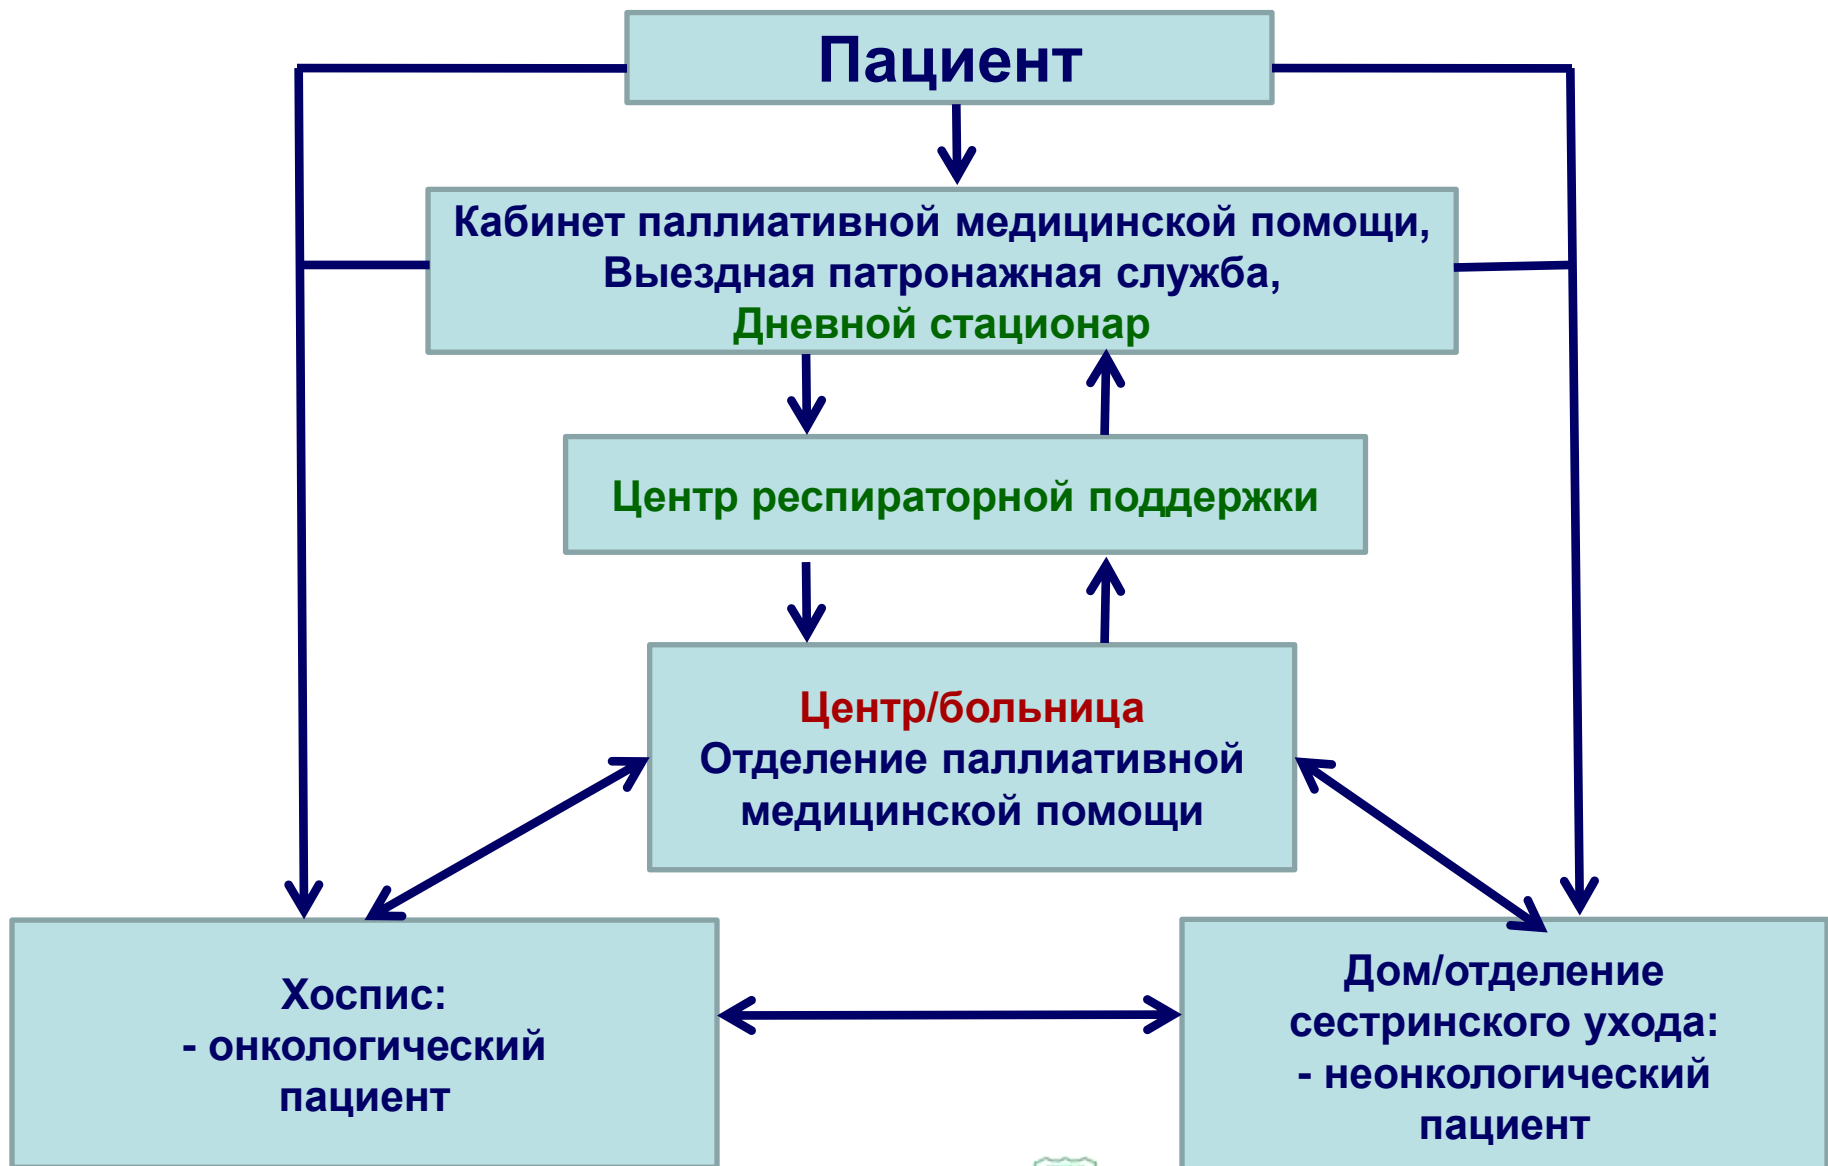 Пациент
Кабинет паллиативной медицинской помощи,
Выездная патронажная служба,
Дневной стационар
Центр респираторной поддержки
Центр/больница
Отделение паллиативной
медицинской помощи
Хоспис:
- онкологический
пациент
Дом/отделение
сестринского ухода:
- неонкологический
пациент